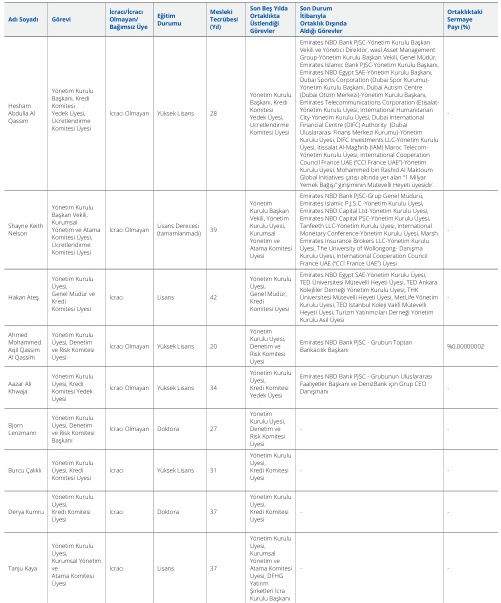 Adı Soyadı
Görevi
İcracı/İcracı
Olmayan/
Bağımsız Üye
Eğitim
Durumu
Mesleki
Tecrübesi
(Yıl)
Son Beş Yılda
Ortaklıkta
Üstlendiği
Görevler
Son Durum
İtibarıyla
Ortaklık Dışında
Aldığı Görevler
Ortaklıktaki
Sermaye
Payı (%)
Hesham
Abdulla Al
Qassim
Yönetim Kurulu
Başkanı, Kredi
Komitesi
Yedek Üyesi,
Ücretlendirme
Komitesi Üyesi
İcracı Olmayan
Yüksek Lisans
28
Yönetim Kurulu
Başkanı, Kredi
Komitesi
Yedek Üyesi,
Ücretlendirme
Komitesi Üyesi
Emirates NBD Bank PJSC-Yönetim Kurulu Başkan
Vekili ve Yönetici Direktör, wasl Asset Management
Group-Yönetim Kurulu Başkan Vekili, Genel Müdür,
Emirates Islamic Bank PJSC-Yönetim Kurulu Başkanı,
Emirates NBD Egypt SAE-Yönetim Kurulu Başkanı,
Dubai Sports Corporation (Dubai Spor Kurumu)-
Yönetim Kurulu Başkanı, Dubai Autism Centre
(Dubai Otizm Merkezi)-Yönetim Kurulu Başkanı,
Emirates Telecommunications Corporation (Etisalat-
Yönetim Kurulu Üyesi, International Humanitarian
City-Yönetim Kurulu Üyesi, Dubai International
Financial Centre (DIFC) Authority (Dubai
Uluslararası Finans Merkezi Kurumu)-Yönetim
Kurulu Üyesi, DIFC Investments LLC-Yönetim Kurulu
Üyesi, Itissalat Al-Maghrib (IAM) Maroc Telecom-
Yönetim Kurulu Üyesi, International Cooperation
Council France UAE ("CCI France UAE")-Yönetim
Kurulu Üyesi, Mohammed bin Rashid Al Maktoum
Global Initiatives çatısı altında yer alan "1 Milyar
Yemek Bağışı" girişiminin Mütevelli Heyeti üyesidir.
-
Shayne Keith
Nelson
Yönetim Kurulu
Başkan Vekili,
Kurumsal
Yönetim ve Atama
Komitesi Üyesi,
Ücretlendirme
Komitesi Üyesi
İcracı Olmayan
Lisans Derecesi
(tamamlanmadı)
39
Yönetim
Kurulu Başkan
Vekili, Yönetim
Kurulu Üyesi,
Kurumsal
Yönetim ve
Atama Komitesi
Üyesi
Emirates NBD Bank PJSC-Grup Genel Müdürü,
Emirates Islamic P.J.S.C.-Yönetim Kurulu Üyesi,
Emirates NBD Capital Ltd-Yönetim Kurulu Üyesi,
Emirates NBD Capital PSC-Yönetim Kurulu Üyesi,
Tanfeeth LLC-Yönetim Kurulu Üyesi, International
Monetary Conference-Yönetim Kurulu Üyesi, Marsh
Emirates Insurance Brokers LLC-Yönetim Kurulu
Üyesi, The University of Wollongong- Danışma
Kurulu Üyesi, International Cooperation Council
France UAE ("CCI France UAE") Üyesi
-
Hakan Ateş
Yönetim Kurulu
Üyesi,
Genel Müdür ve
Kredi
Komitesi Üyesi
İcracı
Lisans
42
Yönetim Kurulu
Üyesi,
Genel Müdür,
Kredi
Komitesi Üyesi
Emirates NBD Egypt SAE-Yönetim Kurulu Üyesi,
TED Üniversitesi Mütevelli Heyeti Üyesi, TED Ankara
Kolejliler Derneği Yönetim Kurulu Üyesi, THK
Üniversitesi Mütevelli Heyeti Üyesi, MetLife Yönetim
Kurulu Üyesi, TED İstanbul Koleji Vakfı Mütevelli
Heyeti Üyesi, Turizm Yatırımcıları Derneği Yönetim
Kurulu Asil Üyesi
-
Ahmed
Mohammed
Aqil Qassim
Al Qassim
Yönetim Kurulu
Üyesi, Denetim
ve Risk Komitesi
Üyesi
İcracı Olmayan
Yüksek Lisans
20
Yönetim
Kurulu Üyesi,
Denetim ve
Risk Komitesi
Üyesi
Emirates NBD Bank PJSC - Grubun Toptan
Bankacılık Başkanı
%0,00000002
Aazar Ali
Khwaja
Yönetim Kurulu
Üyesi, Kredi
Komitesi Yedek
Üyesi
İcracı Olmayan
Yüksek Lisans
34
Yönetim Kurulu
Üyesi,
Kredi Komitesi
Yedek Üyesi
Emirates NBD Bank PJSC - Grubunun Uluslararası
Faaliyetler Başkanı ve DenizBank için Grup CEO
Danışmanı
-
Bjorn
Lenzmann
Yönetim Kurulu
Üyesi, Denetim
ve Risk Komitesi
Başkanı
İcracı Olmayan
Doktora
27
Yönetim
Kurulu Üyesi,
Denetim ve
Risk Komitesi
Üyesi
-
-
Burcu Çalıklı
Yönetim Kurulu
Üyesi, Kredi
Komitesi Üyesi
İcracı
Yüksek Lisans
31
Yönetim Kurulu
Üyesi,
Kredi Komitesi
Üyesi
-
-
Derya Kumru
Yönetim Kurulu
Üyesi,
Kredi Komitesi
Üyesi
İcracı
Doktora
37
Yönetim Kurulu
Üyesi,
Kredi Komitesi
Üyesi
-
-
Tanju Kaya
Yönetim Kurulu
Üyesi,
Kurumsal Yönetim
ve
Atama Komitesi
Üyesi
İcracı
Lisans
37
Yönetim Kurulu
Üyesi,
Kurumsal
Yönetim ve
Atama Komitesi
Üyesi, DFHG
Yatırım
Şirketleri İcra
Kurulu Başkanı
-
-